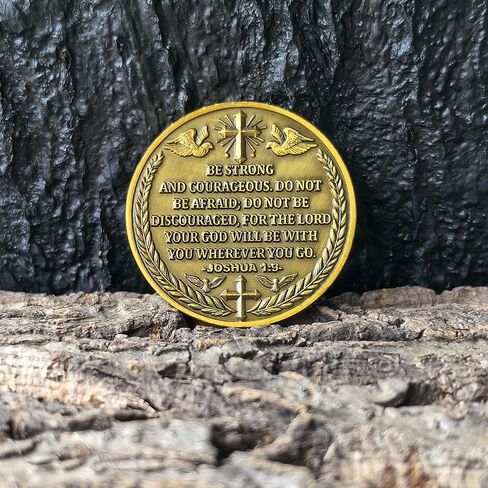 BE STRONG
AND COURAGEOUS. DO NOT
BE AFRAID; DO NOT BE
DISCOURAGED, FOR THE LORD
YOUR GOD WILL BE WITH
YOU WHEREVER YOU GO.
-JOSHUA 1:9-